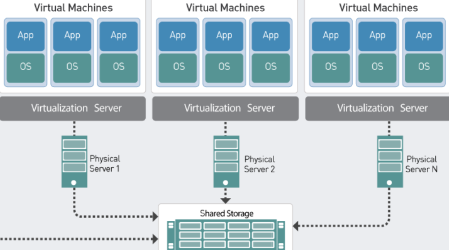 Virtual Machines Virtual Machines Virtual Machines
App App App App App App App App App
OS OS OS OS OS OS OS OS OS
Virtualization Server Virtualization Server Virtualization Server
Physical Server 1
Physical Server 2
Physical Server N
Shared Storage